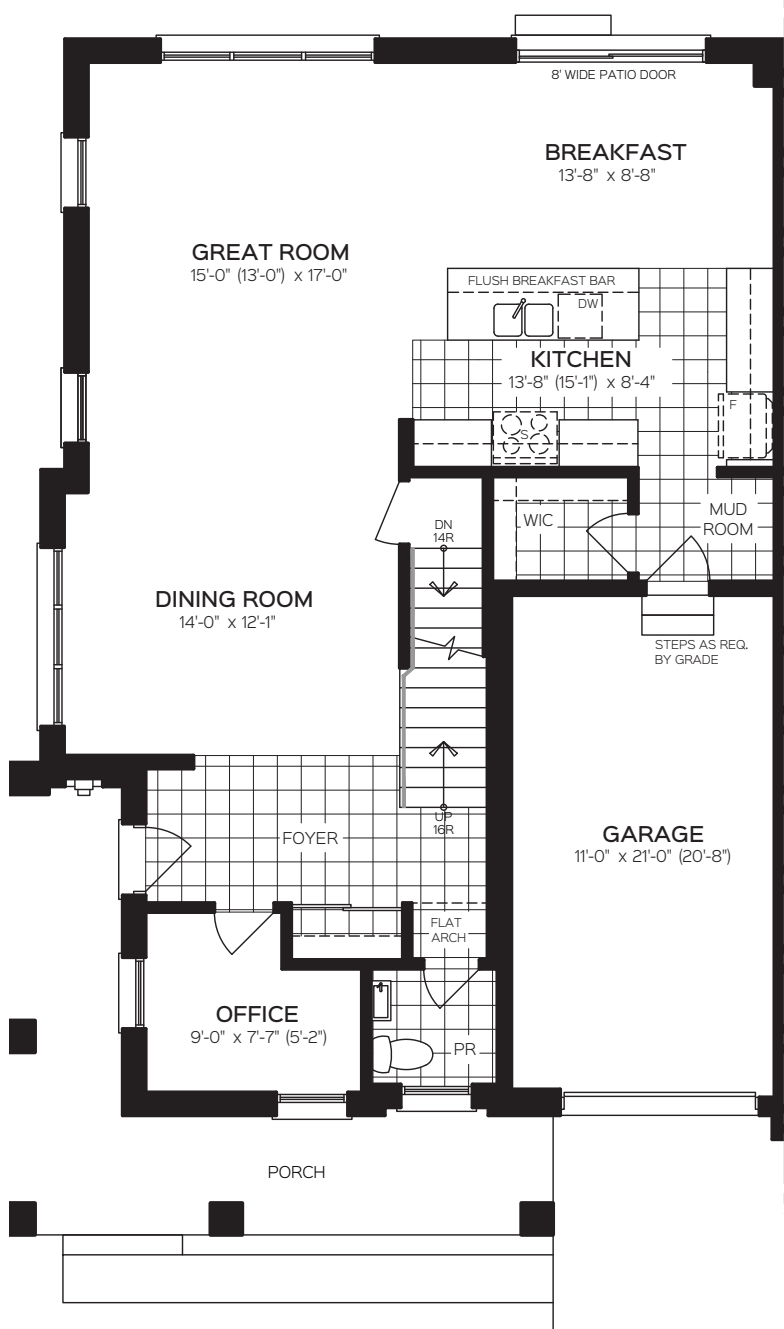 8' WIDE PATIO DOOR
BREAKFAST
13'-8" x 8'-8"
GREAT ROOM
15'-0" (13'-0") x 17'-0"
FLUSH BREAKFAST BAR
DW
KITCHEN
13'-8" (15'-1") x 8'-4"
F
S
WIC
MUD
ROOM
DN
14R
DINING ROOM
14'-0" x 12'-1"
STEPS AS REQ.
BY GRADE
UP
16R
FOYER
GARAGE
11'-0" x 21'-0" (20'-8")
FLAT
ARCH
OFFICE
9'-0" x 7'-7" (5'-2")
PR
PORCH